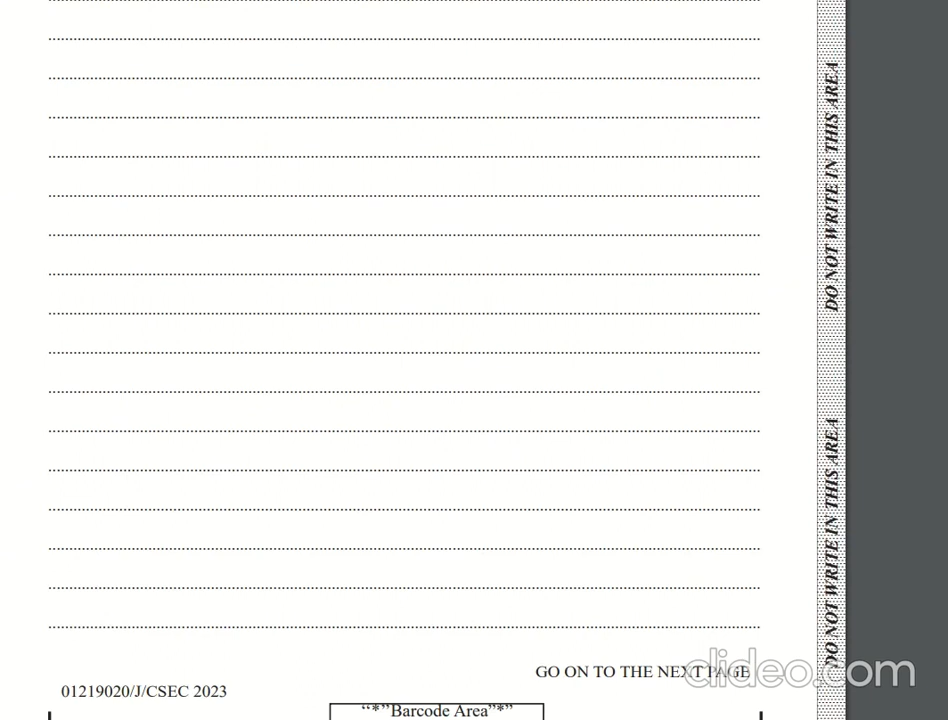 DO NOT WRITE IN THIS AREA
DO NOT WRITE IN THIS AREA
GO ON TO THE NEXT PAGE
01219020/J/CSEC 2023
“*”Barcode Area”*”
clideo.com